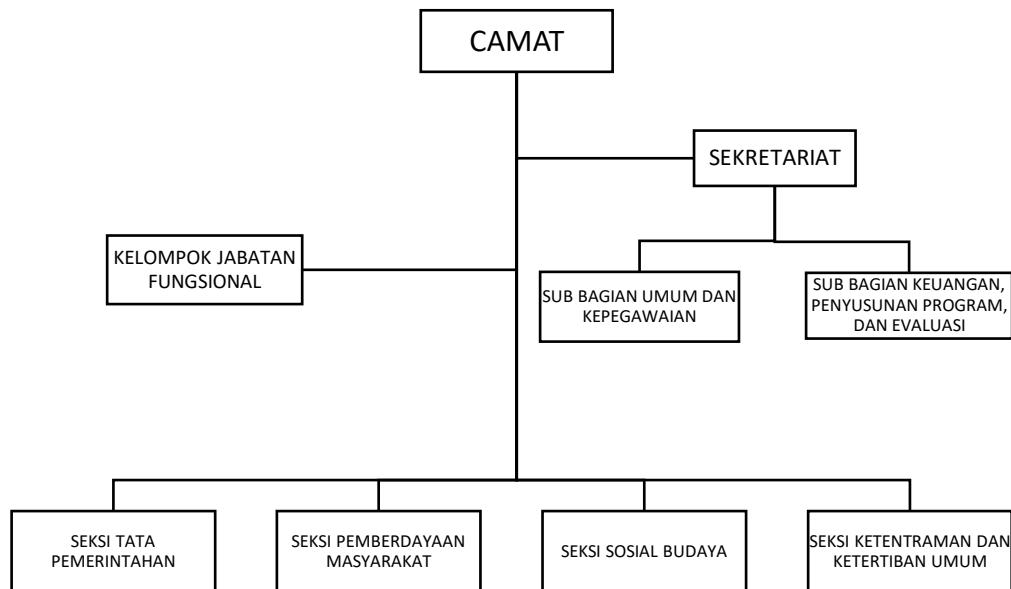 CAMAT
SEKRETARIAT
KELOMPOK JABATAN
FUNGSIONAL
SUB BAGIAN UMUM DAN
KEPEGAWAIAN
SUB BAGIAN KEUANGAN,
PENYUSUNAN PROGRAM,
DAN EVALUASI
SEKSI TATA
PEMERINTAHAN
SEKSI PEMBERDAYAAN
MASYARAKAT
SEKSI SOSIAL BUDAYA
SEKSI KETENTRAMAN DAN
KETERTIBAN UMUM